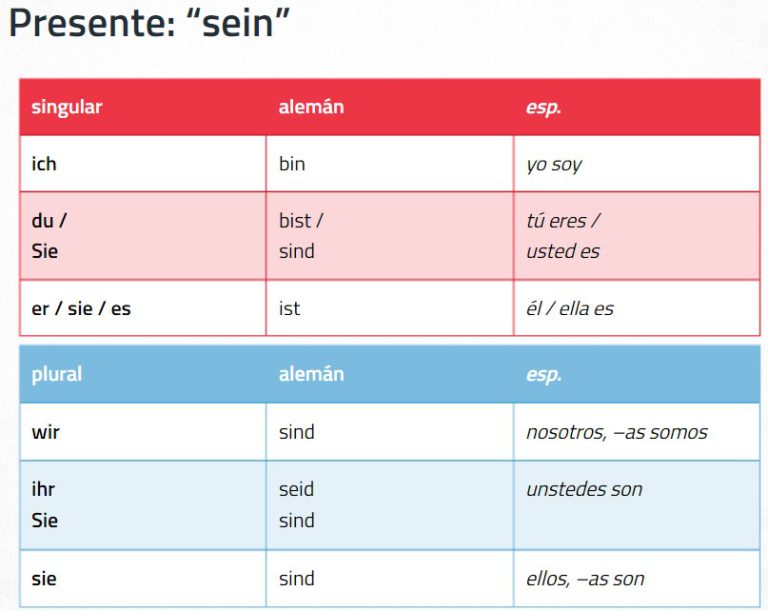 Presente: “sein”
singular alemán esp.
ich bin yo soy
du / bist / tú eres /
Sie sind usted es
er / sie / es ist él / ella es
plural alemán esp.
wir sind nosotros, –as somos
ihr seid unstedes son
Sie sind
sie sind ellos, –as son